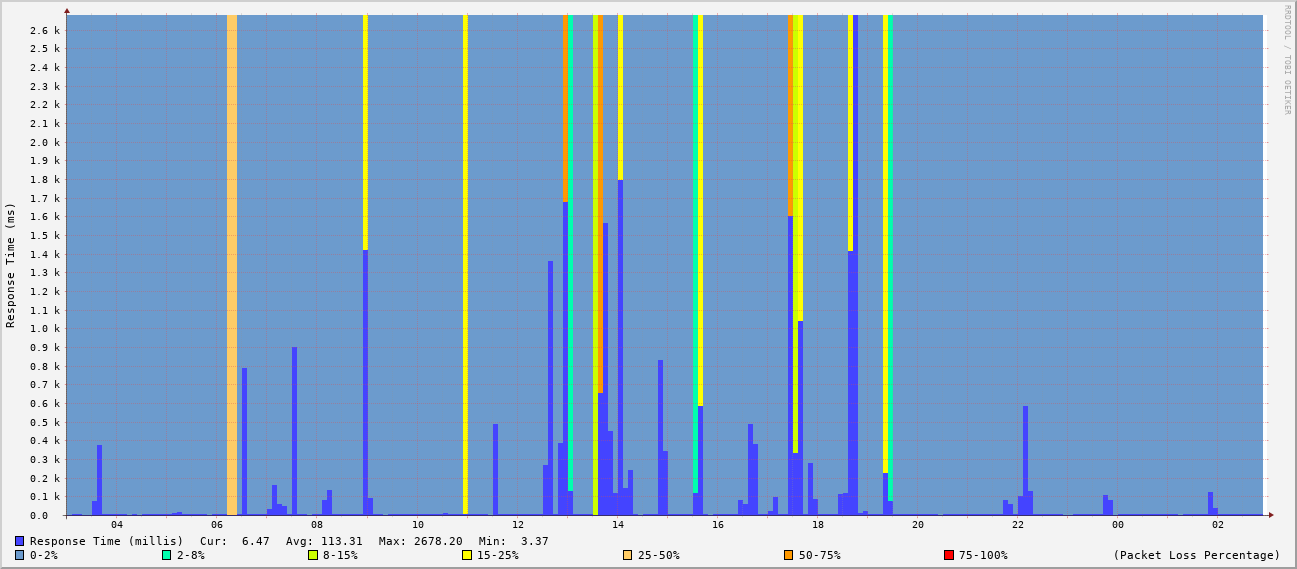 RRDTOOL / TOBI OETIKER
Response Time (ms)
2.6 k
2.5 k
2.4 k
2.3 k
2.2 k
2.1 k
2.0 k
1.9 k
1.8 k
1.7 k
1.6 k
1.5 k
1.4 k
1.3 k
1.2 k
1.1 k
1.0 k
0.9 k
0.8 k
0.7 k
0.6 k
0.5 k
0.4 k
0.3 k
0.2 k
0.1 k
0.0
04 06 08 10 12 14 16 18 20 22 00 02
Response Time (millis) Cur: 6.47 Avg: 113.31 Max: 2678.20 Min: 3.37
0-2% 2-8% 8-15% 15-25% 25-50% 50-75% 75-100% (Packet Loss Percentage)